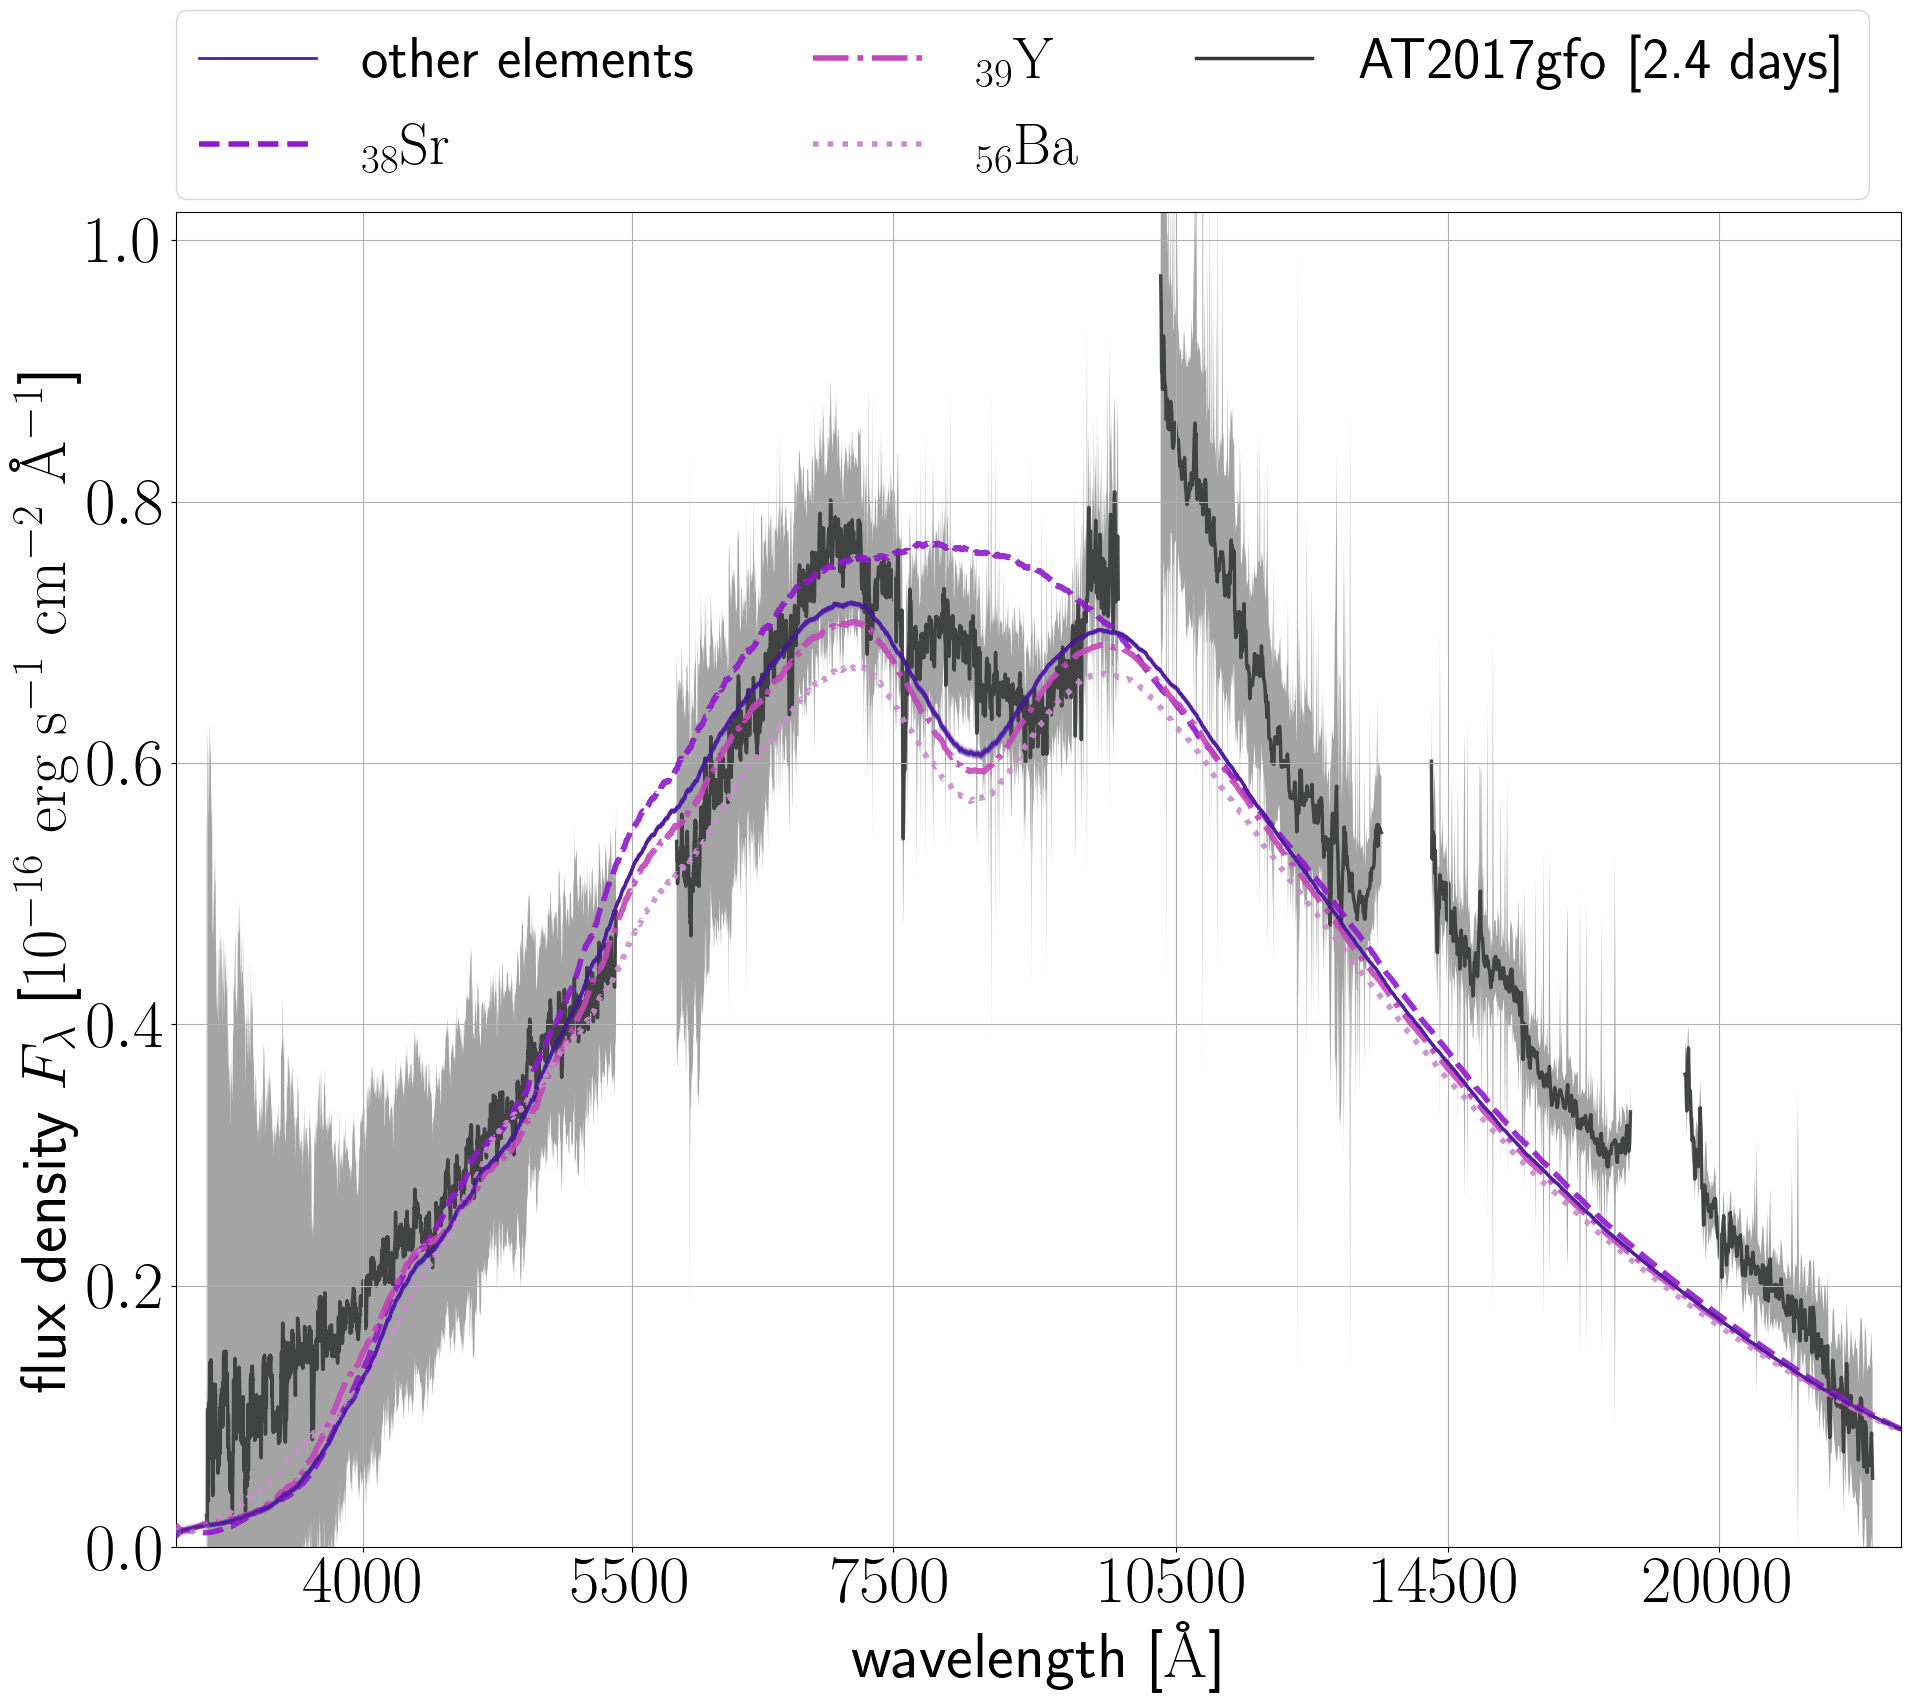 other elements
₃₈Sr
₃₉Y
₅₆Ba
AT2017gfo [2.4 days]
1.0
0.8
0.6
0.4
0.2
0.0
flux density F_λ [10⁻¹⁶ erg s⁻¹ cm⁻² Å⁻¹]
4000 5500 7500 10500 14500 20000
wavelength [Å]